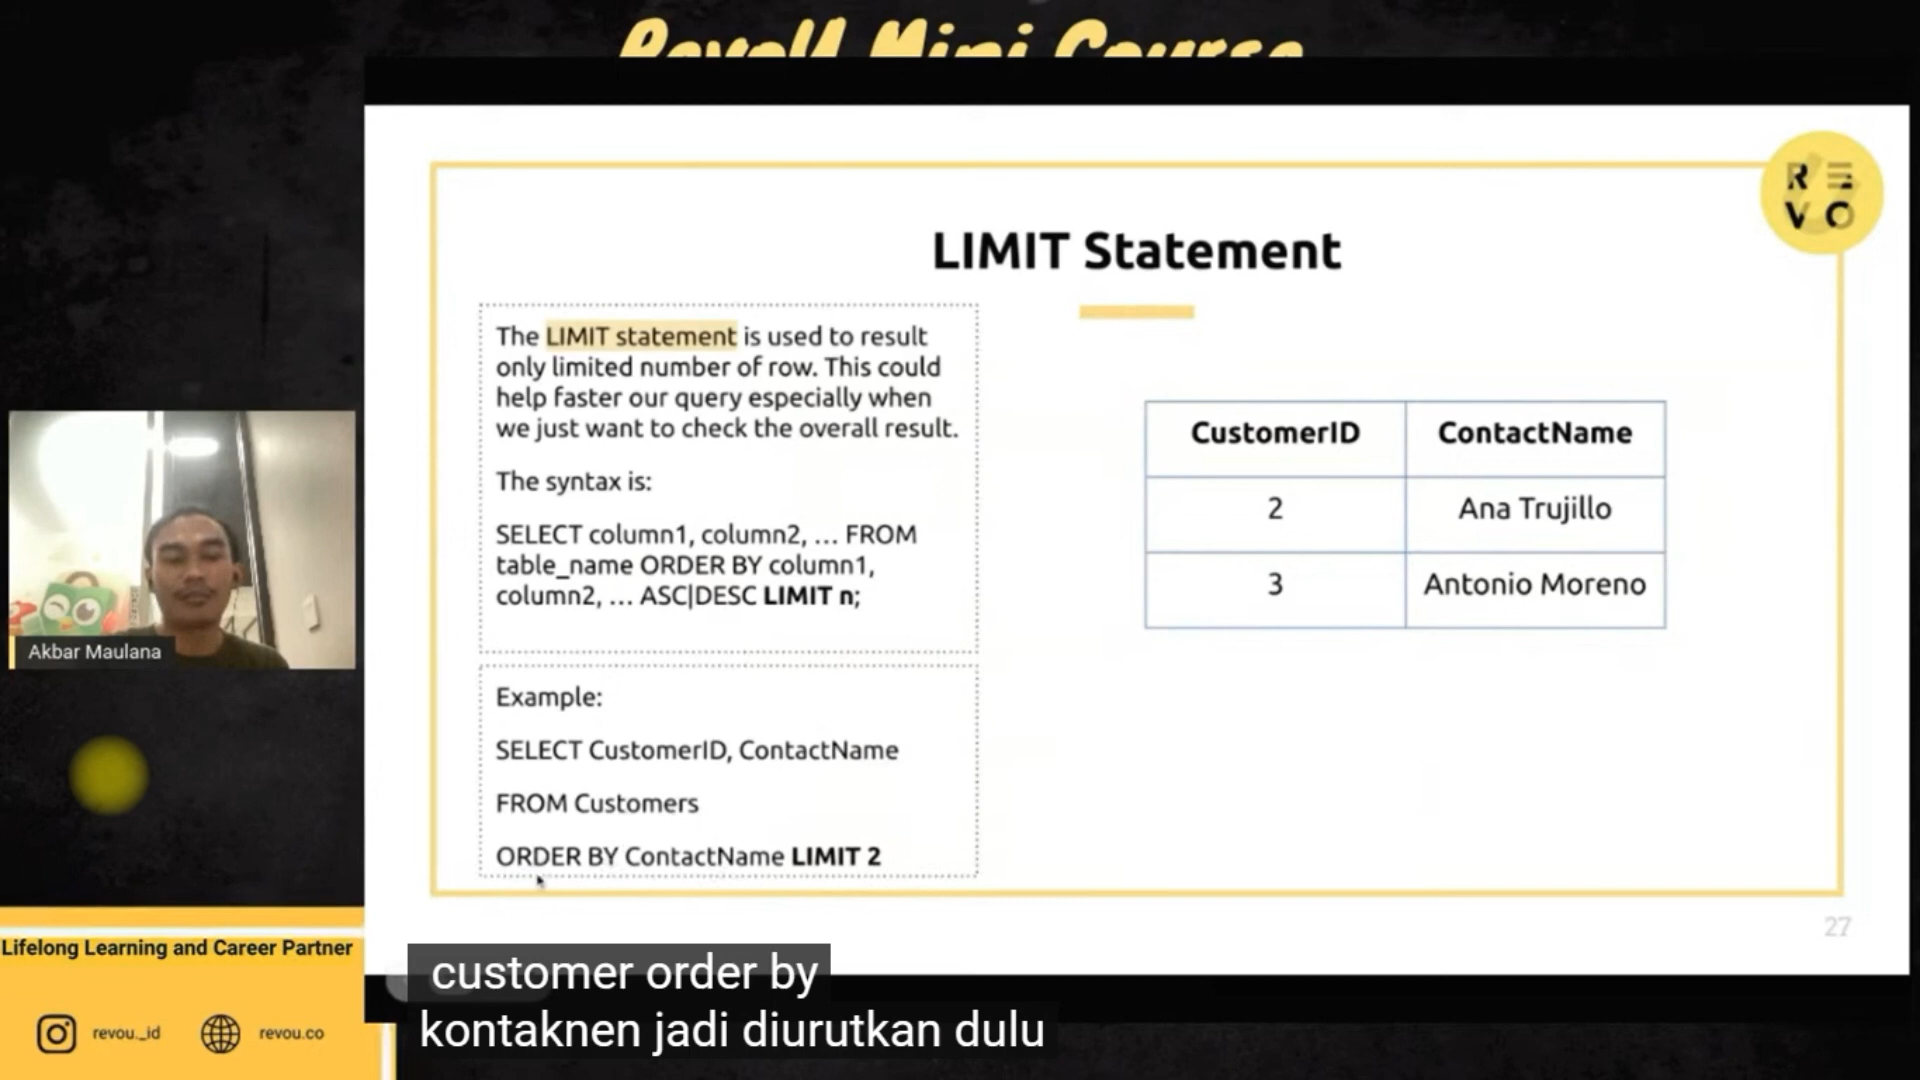 RevoU Mini Course
R E
V O
LIMIT Statement
The LIMIT statement is used to result
only limited number of row. This could
help faster our query especially when
we just want to check the overall result.
The syntax is:
SELECT column1, column2, ... FROM
table_name ORDER BY column1,
column2, ... ASC|DESC LIMIT n;
Example:
SELECT CustomerID, ContactName
FROM Customers
ORDER BY ContactName LIMIT 2
CustomerID ContactName
2 Ana Trujillo
3 Antonio Moreno
27
Akbar Maulana
Lifelong Learning and Career Partner
revou_id revou.co
customer order by
kontaknen jadi diurutkan dulu